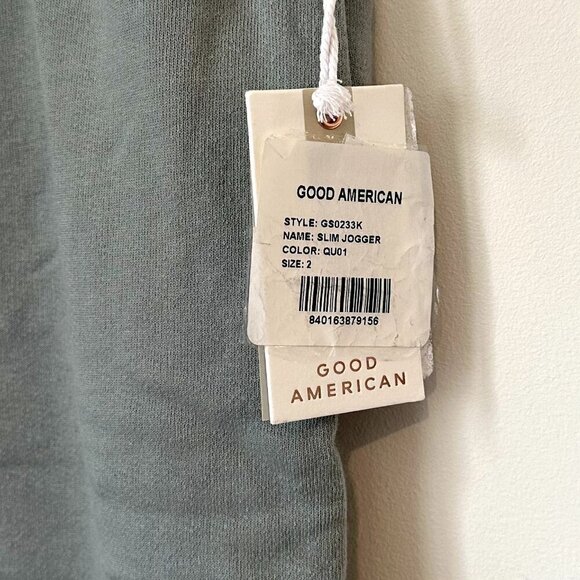 GOOD AMERICAN
STYLE: GS0233K
NAME: SLIM JOGGER
COLOR: QU01
SIZE: 2
840163879156
GOOD
AMERICAN